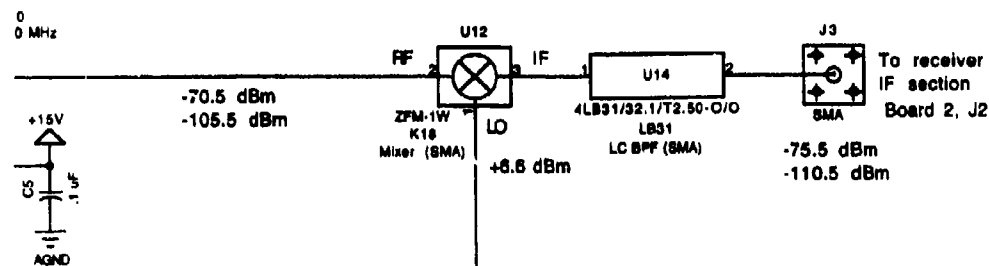 0
0 MHz
U12
RF
2
3
IF
1
U14
2
J3
To receiver
IF section
Board 2, J2
-70.5 dBm
-105.5 dBm
ZFM-1W
K18
Mixer (SMA)
1
LO
+6.6 dBm
4LB31/32.1/T2.50-O/O
LB31
LC BPF (SMA)
SMA
-75.5 dBm
-110.5 dBm
+15V
C5
.1 uF
AGND